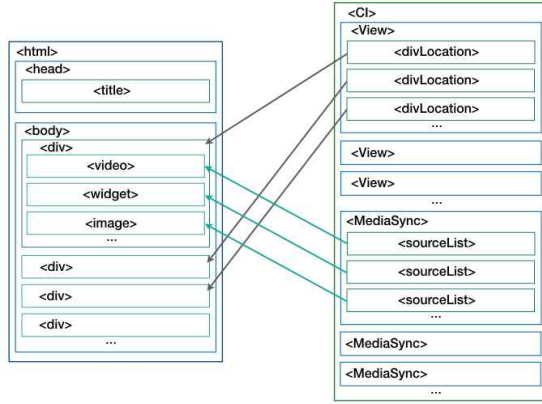 <html>
<head>
<title>
<body>
<div>
<video>
<widget>
<image>
...
<div>
<div>
<div>
...
<CI>
<View>
<divLocation>
<divLocation>
<divLocation>
...
<View>
<View>
...
<MediaSync>
<sourceList>
<sourceList>
<sourceList>
...
<MediaSync>
<MediaSync>
...